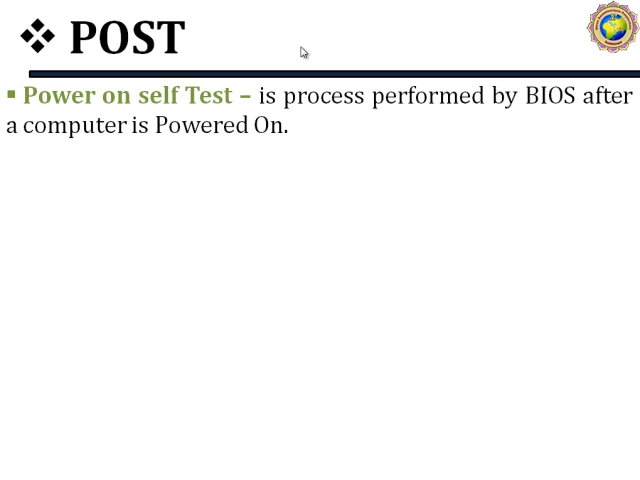 ❖ POST
▪ Power on self Test – is process performed by BIOS after
a computer is Powered On.